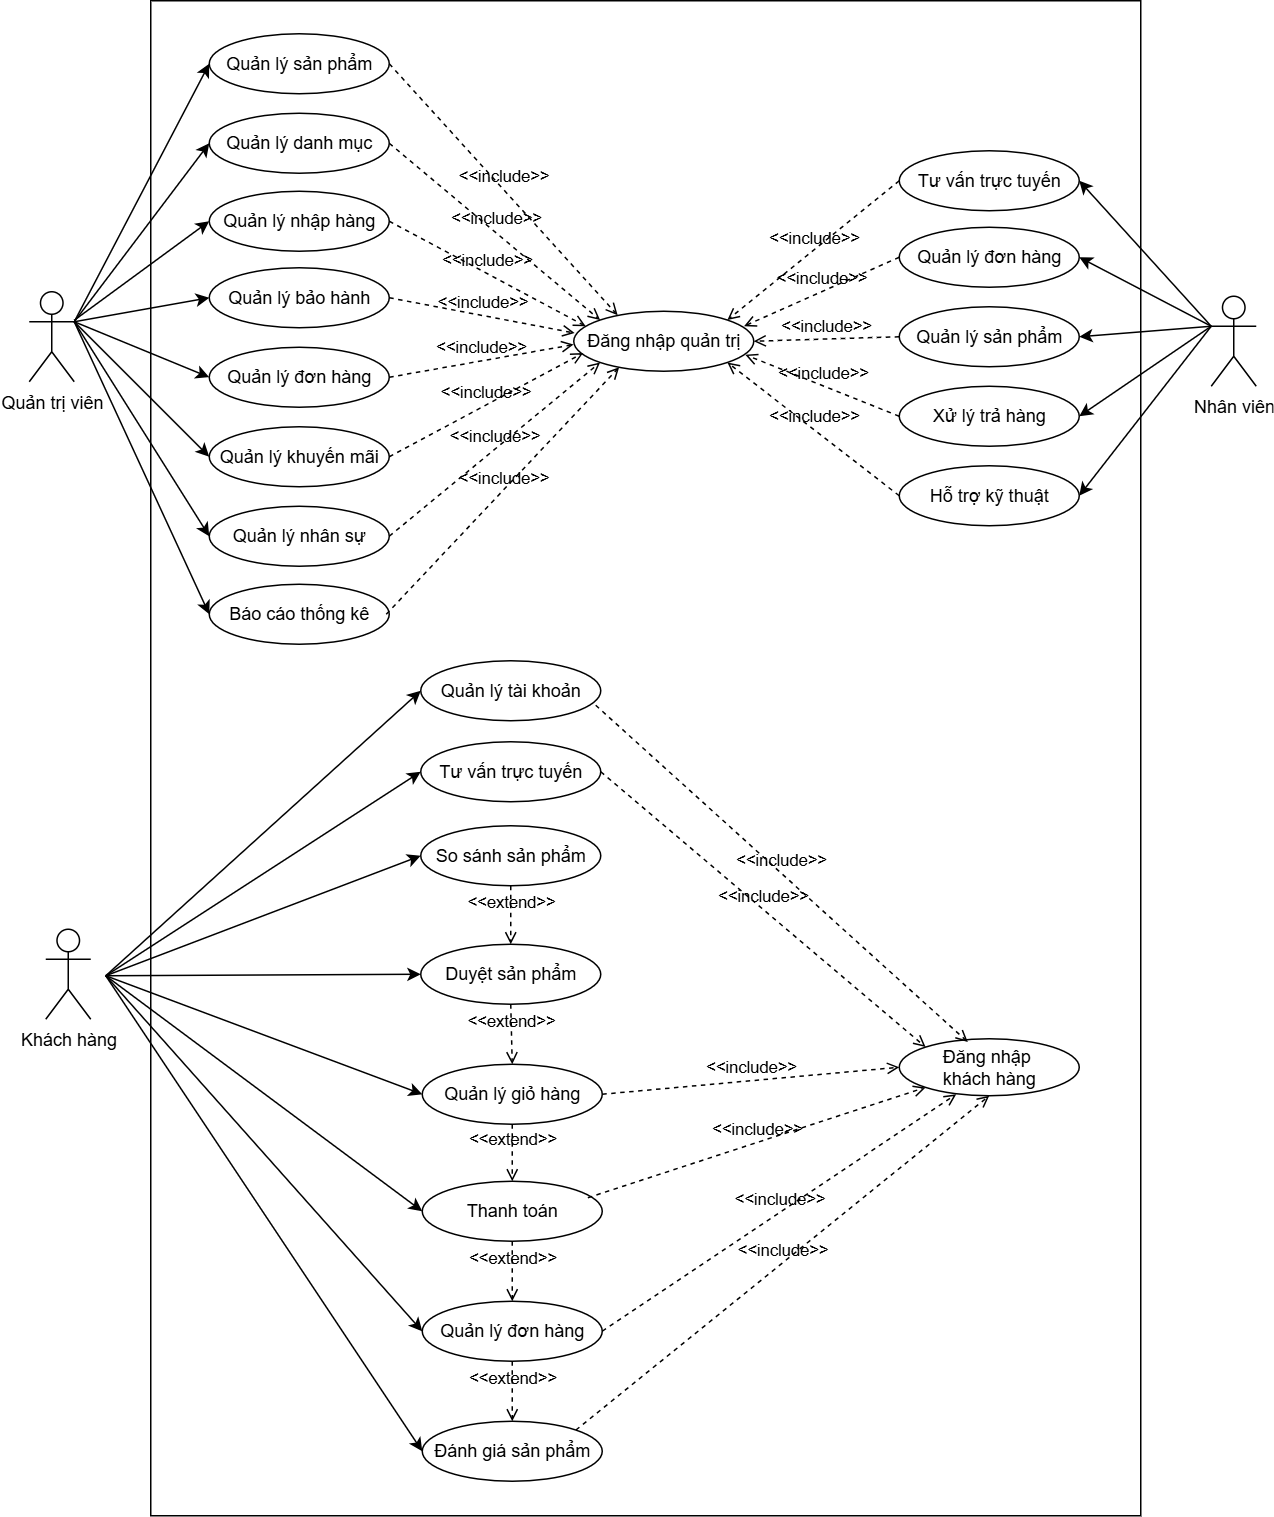 Quản lý sản phẩm
Quản lý danh mục
<<include>>
Tư vấn trực tuyến
Quản lý nhập hàng
<<include>>
<<include>>
Quản lý đơn hàng
<<include>>
<<include>>
Quản lý bảo hành
<<include>>
<<include>>
Quản lý sản phẩm
Đăng nhập quản trị
<<include>>
<<include>>
Quản lý đơn hàng
<<include>>
Quản trị viên
Nhân viên
Xử lý trả hàng
<<include>>
<<include>>
Quản lý khuyến mãi
<<include>>
Hỗ trợ kỹ thuật
Quản lý nhân sự
Báo cáo thống kê
Quản lý tài khoản
Tư vấn trực tuyến
So sánh sản phẩm
<<include>>
<<include>>
<<extend>>
Duyệt sản phẩm
<<extend>>
Khách hàng
Đăng nhập
khách hàng
<<include>>
Quản lý giỏ hàng
<<include>>
<<extend>>
<<include>>
Thanh toán
<<include>>
<<extend>>
Quản lý đơn hàng
<<extend>>
Đánh giá sản phẩm